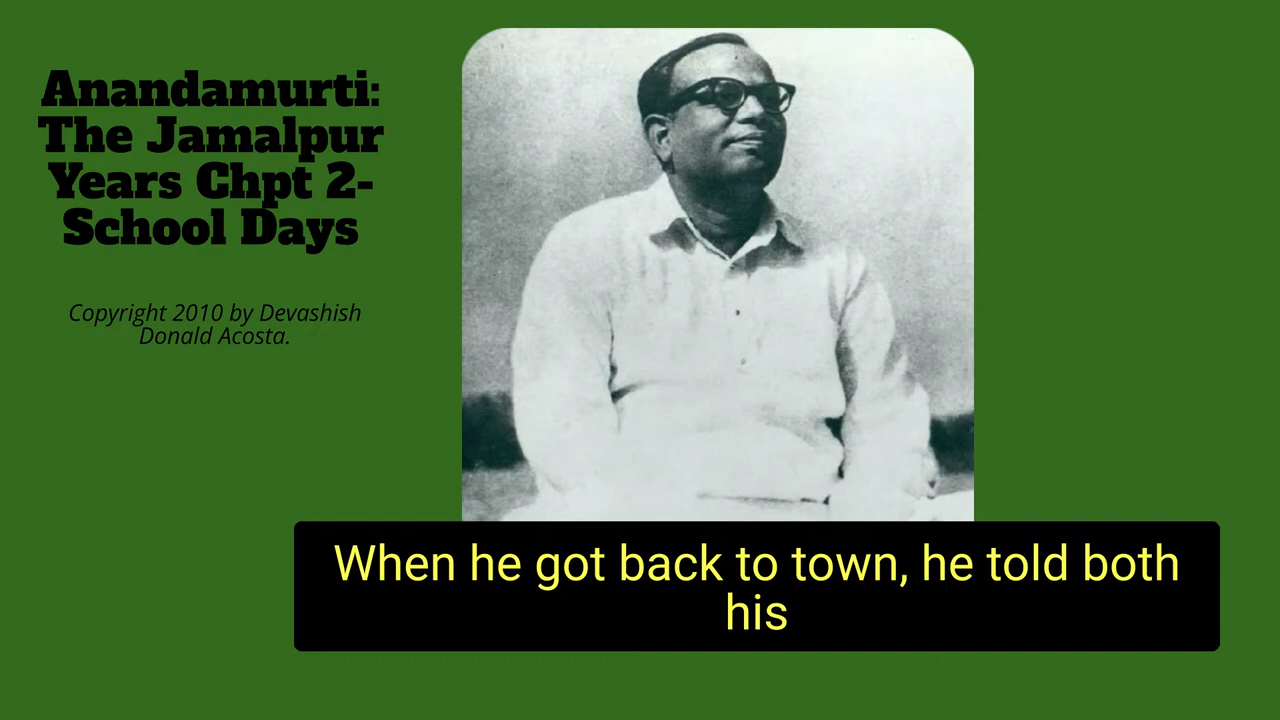 Anandamurti:
The Jamalpur
Years Chpt 2-
School Days
Copyright 2010 by Devashish
Donald Acosta.
When he got back to town, he told both
his